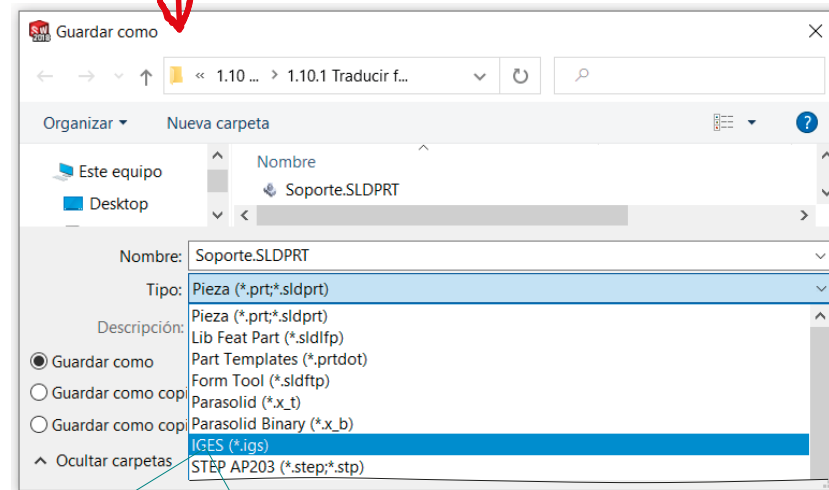 SW
2018
Guardar como
« 1.10 ... > 1.10.1 Traducir f...
Organizar
Nueva carpeta
?
Este equipo
Desktop
Nombre
Soporte.SLDPRT
Nombre: Soporte.SLDPRT
Tipo: Pieza (*.prt;*.sldprt)
Descripción:
Pieza (*.prt;*.sldprt)
Lib Feat Part (*.sldlfp)
Part Templates (*.prtdot)
Form Tool (*.sldftp)
Parasolid (*.x_t)
Parasolid Binary (*.x_b)
IGES (*.igs)
STEP AP203 (*.step;*.stp)
Guardar como
Guardar como copi
Guardar como copi
Ocultar carpetas